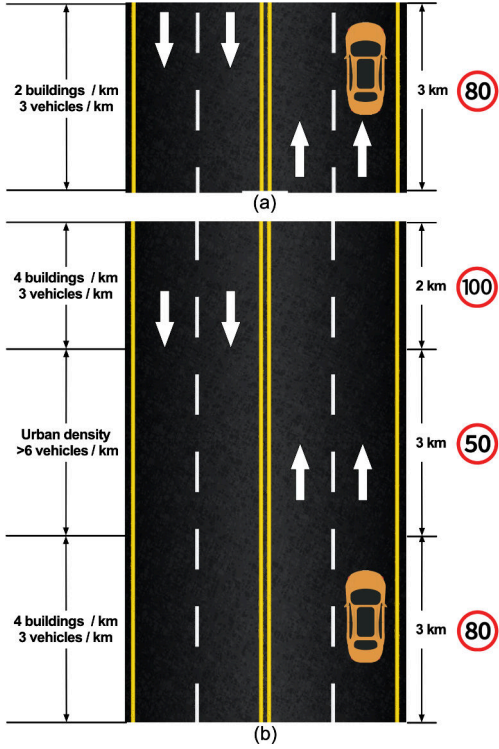 2 buildings / km
3 vehicles / km
3 km
80
(a)
4 buildings / km
3 vehicles / km
2 km
100
Urban density
>6 vehicles / km
3 km
50
4 buildings / km
3 vehicles / km
3 km
80
(b)